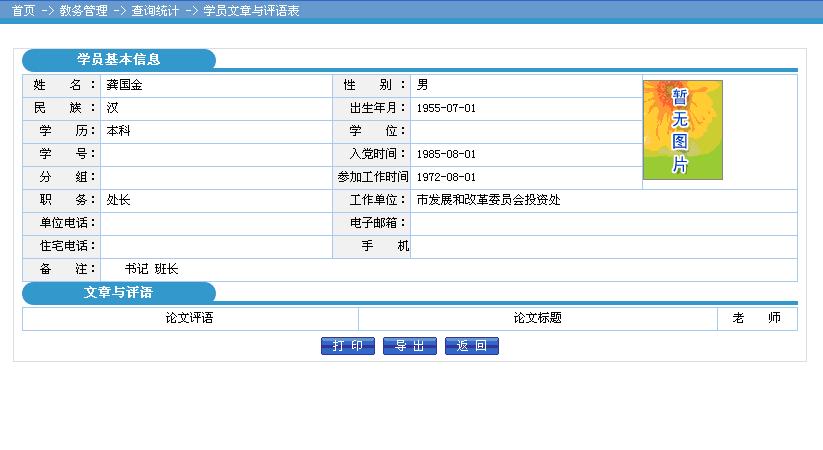 首页 -> 教务管理 -> 查询统计 -> 学员文章与评语表
学员基本信息
姓 名： 龚国金 性 别： 男
民 族： 汉 出生年月： 1955-07-01
学 历： 本科 学 位：
学 号： 入党时间： 1985-08-01
分 组： 参加工作时间 1972-08-01
职 务： 处长 工作单位： 市发展和改革委员会投资处
单位电话： 电子邮箱：
住宅电话： 手 机
备 注： 书记 班长
暂无图片
文章与评语
论文评语 论文标题 老 师
打 印 导 出 返 回